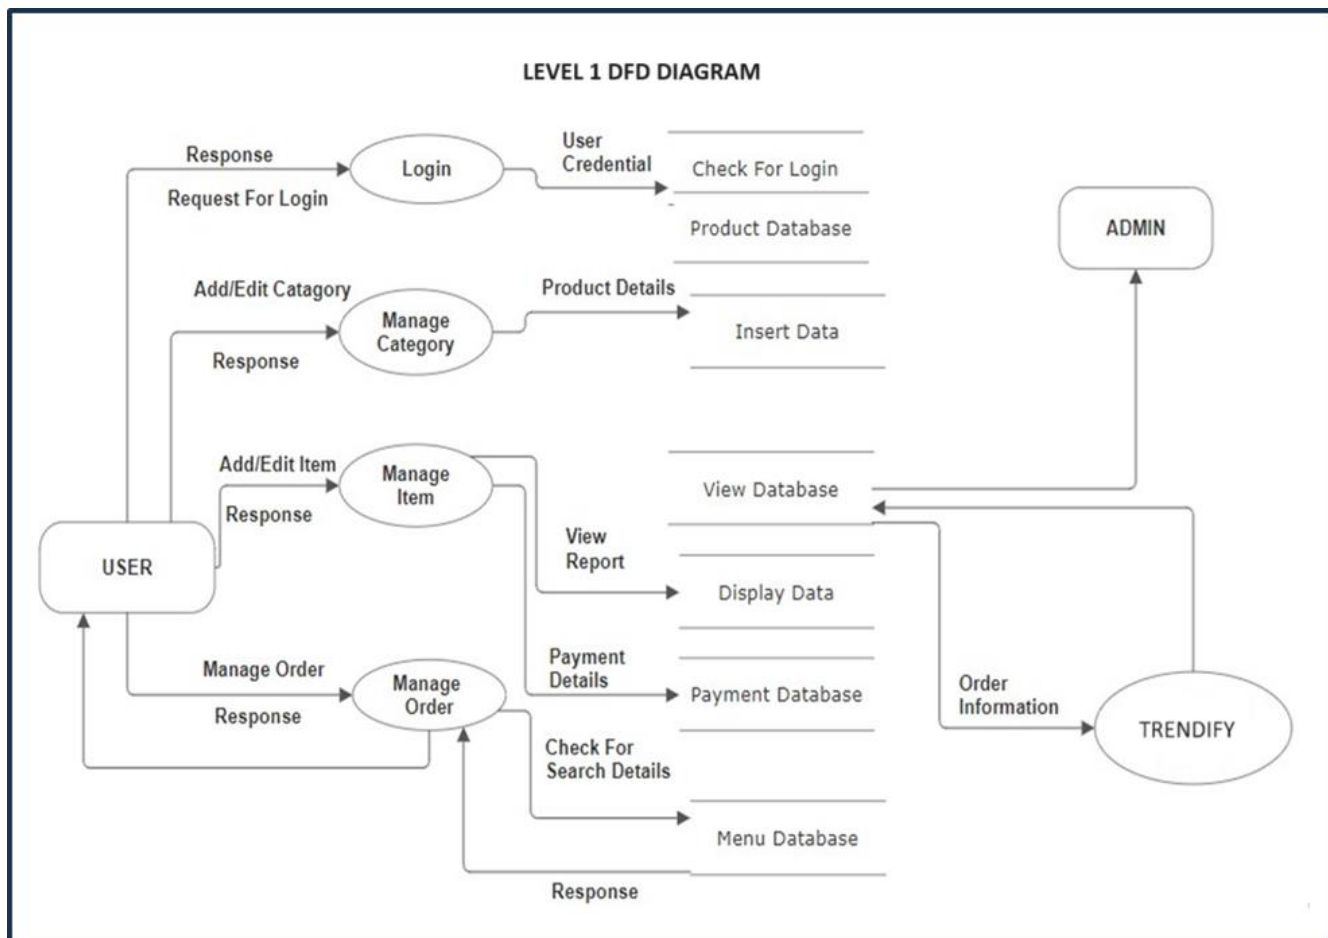 LEVEL 1 DFD DIAGRAM
Response
Request For Login
Login
User
Credential
Check For Login
Product Database
ADMIN
Add/Edit Catagory
Response
Manage
Category
Product Details
Insert Data
Add/Edit Item
Response
Manage
Item
View Database
USER
View
Report
Display Data
Manage Order
Response
Manage
Order
Payment
Details
Payment Database
Order
Information
TRENDIFY
Check For
Search Details
Menu Database
Response